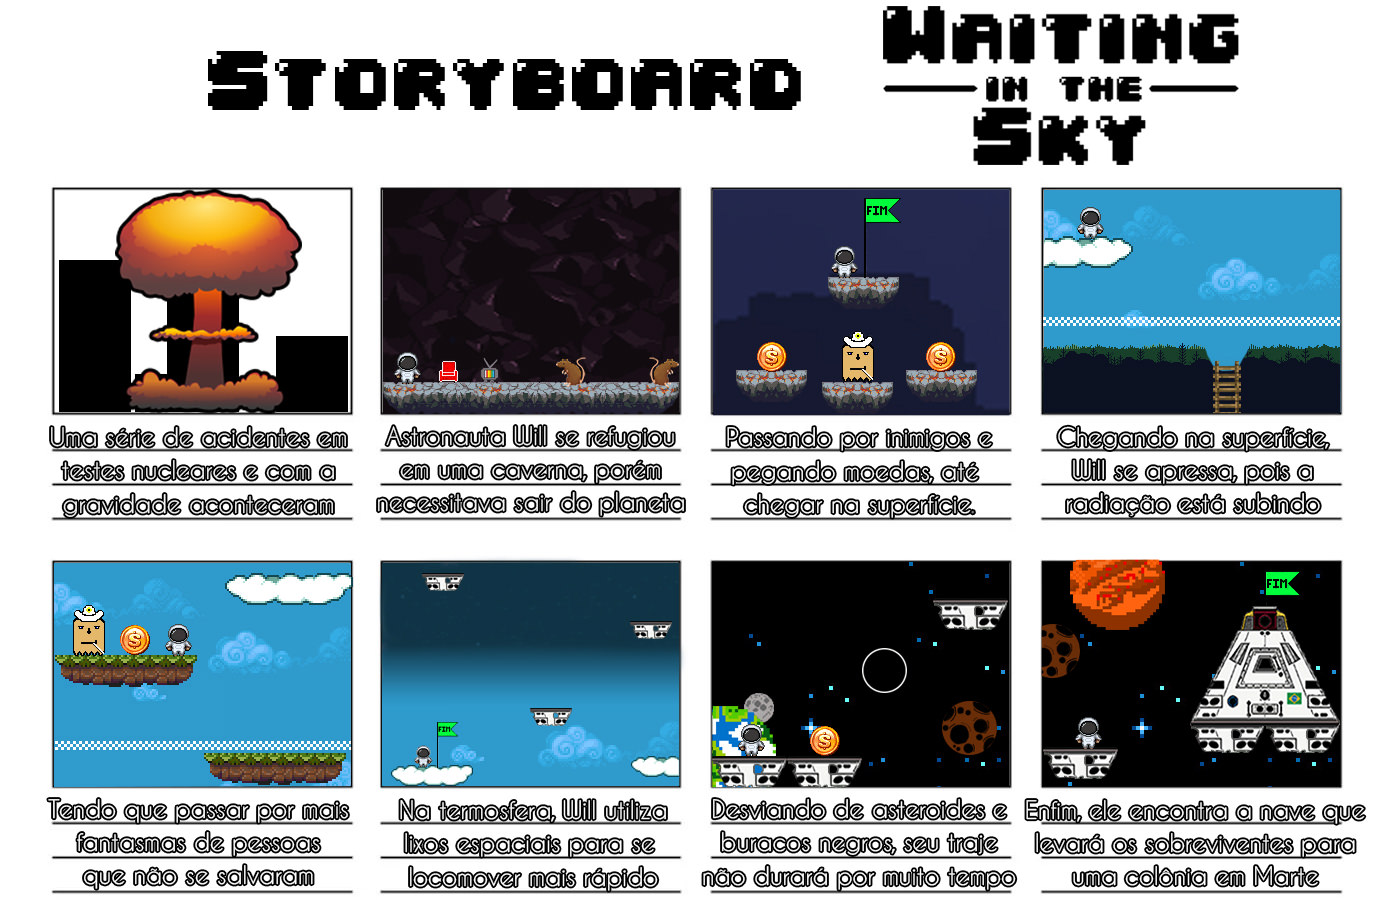 STORYBOARD
WAITING
IN THE
SKY
FIM
Uma série de acidentes em
testes nucleares e com a
gravidade aconteceram
Astronauta Will se refugiou
em uma caverna, porém
necessitava sair do planeta
Passando por inimigos e
pegando moedas, até
chegar na superfície.
Chegando na superfície,
Will se apressa, pois a
radiação está subindo
FIM
FIM
Tendo que passar por mais
fantasmas de pessoas
que não se salvaram
Na termosfera, Will utiliza
lixos espaciais para se
locomover mais rápido
Desviando de asteroides e
buracos negros, seu traje
não durará por muito tempo
Enfim, ele encontra a nave que
levará os sobreviventes para
uma colônia em Marte